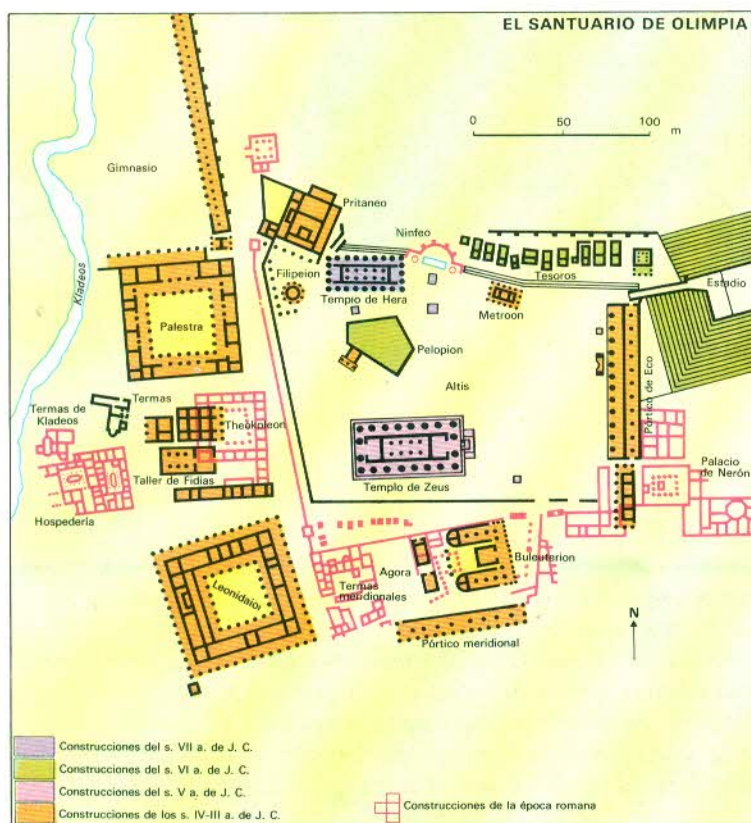 EL SANTUARIO DE OLIMPIA
0 50 100
m
Gimnasio
Kladeos
Pritaneo
Ninfeo
Filipeion
Templo de Hera
Tesoros
Metroon
Estadio
Palestra
Pelopion
Altis
Pórtico de Eco
Termas
Termas de
Kladeos
Theokoleon
Taller de Fidias
Hospedería
Templo de Zeus
Palacio
de Nerón
Leonidaion
Agora
Termas
meridionales
Buleuterion
Pórtico meridional
N
Construcciones del s. VII a. de J. C.
Construcciones del s. VI a. de J. C.
Construcciones del s. V a. de J. C.
Construcciones de los s. IV-III a. de J. C.
Construcciones de la época romana